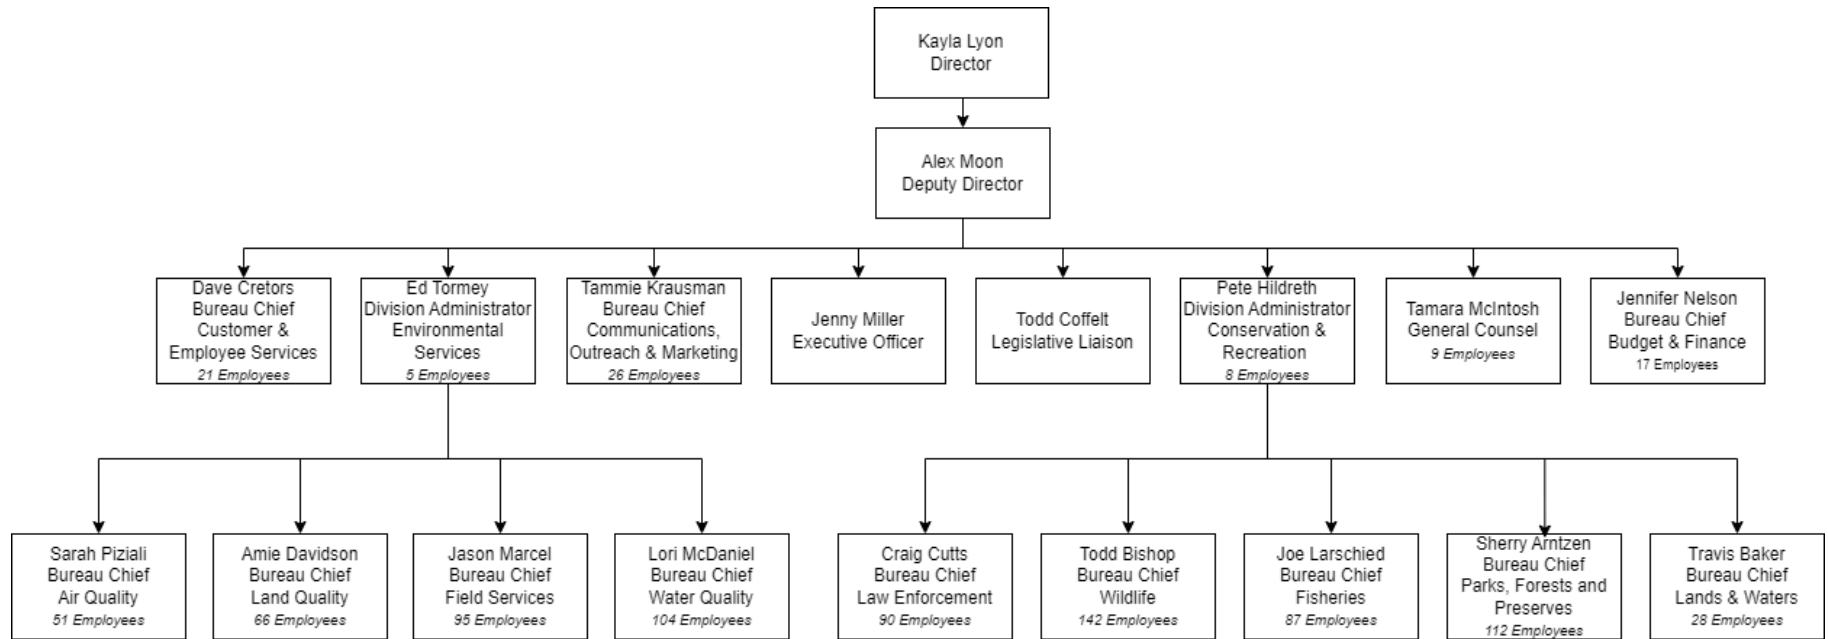 Kayla Lyon
Director
Alex Moon
Deputy Director
Dave Cretors
Bureau Chief
Customer &
Employee Services
21 Employees
Ed Tormey
Division Administrator
Environmental
Services
5 Employees
Tammie Krausman
Bureau Chief
Communications,
Outreach & Marketing
26 Employees
Jenny Miller
Executive Officer
Todd Coffelt
Legislative Liaison
Pete Hildreth
Division Administrator
Conservation &
Recreation
8 Employees
Tamara McIntosh
General Counsel
9 Employees
Jennifer Nelson
Bureau Chief
Budget & Finance
17 Employees
Sarah Piziali
Bureau Chief
Air Quality
51 Employees
Amie Davidson
Bureau Chief
Land Quality
66 Employees
Jason Marcel
Bureau Chief
Field Services
95 Employees
Lori McDaniel
Bureau Chief
Water Quality
104 Employees
Craig Cutts
Bureau Chief
Law Enforcement
90 Employees
Todd Bishop
Bureau Chief
Wildlife
142 Employees
Joe Larschied
Bureau Chief
Fisheries
87 Employees
Sherry Arntzen
Bureau Chief
Parks, Forests and
Preserves
112 Employees
Travis Baker
Bureau Chief
Lands & Waters
28 Employees